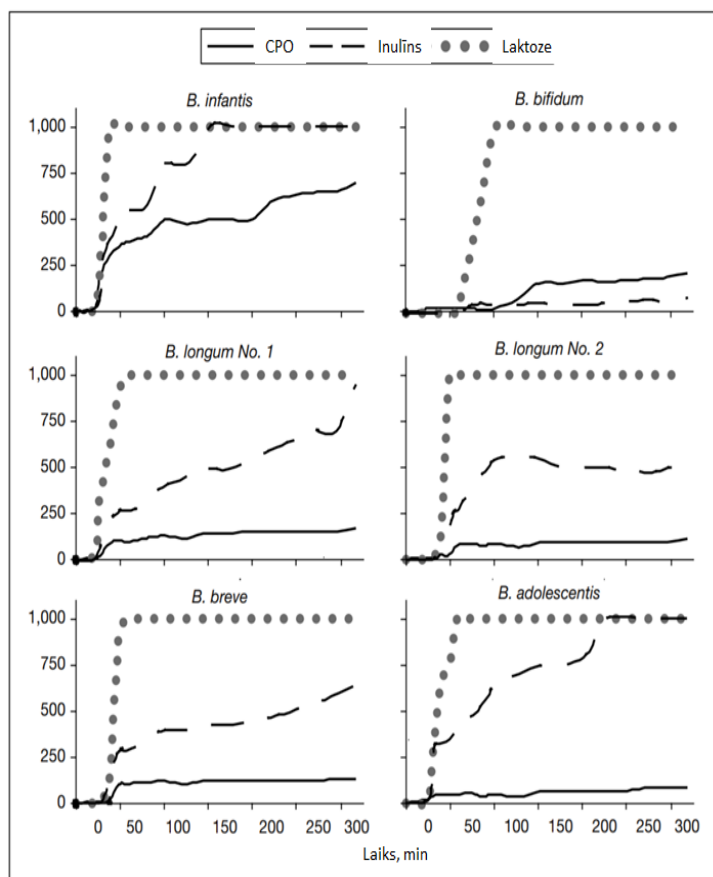 CPO Inulīns Laktoze
B. infantis
B. bifidum
1,000
750
500
250
0
B. longum No. 1
B. longum No. 2
1,000
750
500
250
0
B. breve
B. adolescentis
1,000
750
500
250
0
0 50 100 150 200 250 300
0 50 100 150 200 250 300
Laiks, min